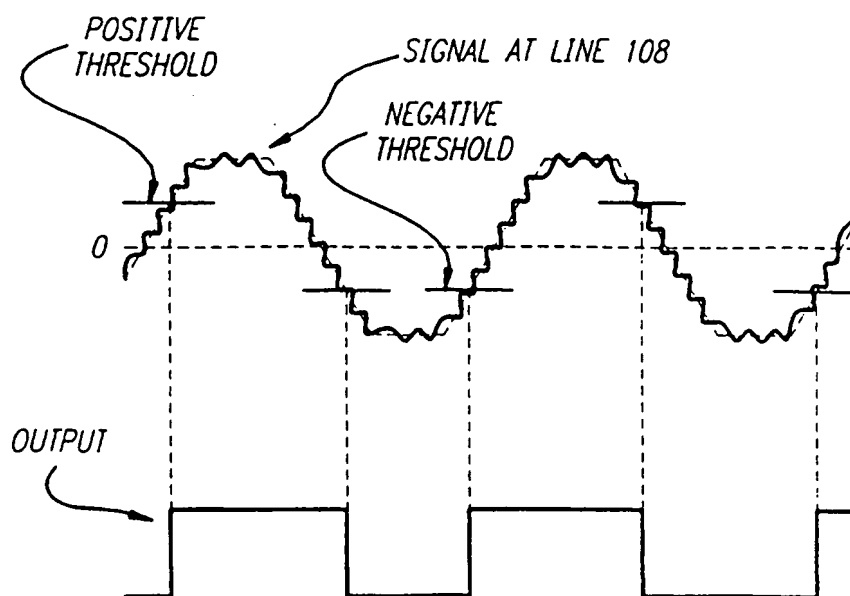 POSITIVE
THRESHOLD
SIGNAL AT LINE 108
NEGATIVE
THRESHOLD
0
OUTPUT